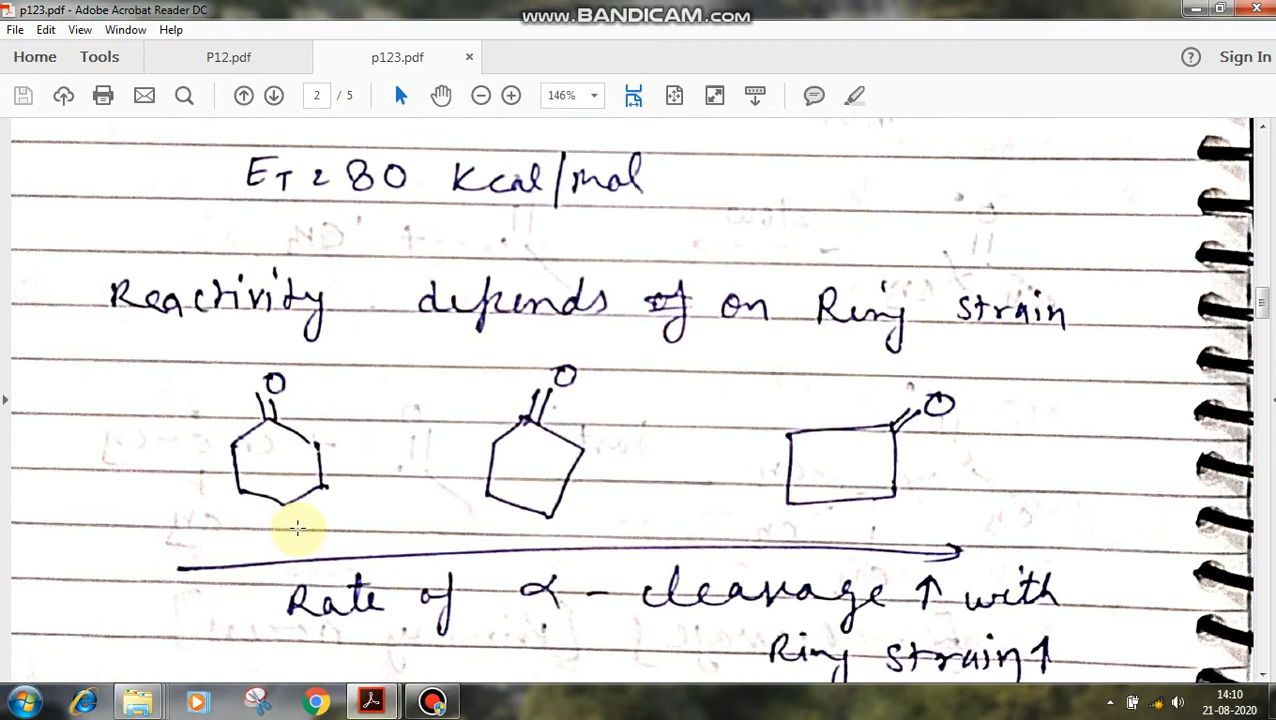 p123.pdf - Adobe Acrobat Reader DC
www.BANDICAM.com
File Edit View Window Help
Home Tools P12.pdf p123.pdf × Sign In
2 / 5 146%
ET = 80 Kcal/mol
Reactivity depends of on Ring strain
O O O
Rate of α - cleavage ↑ with
Ring strain ↑
14:10
21-08-2020